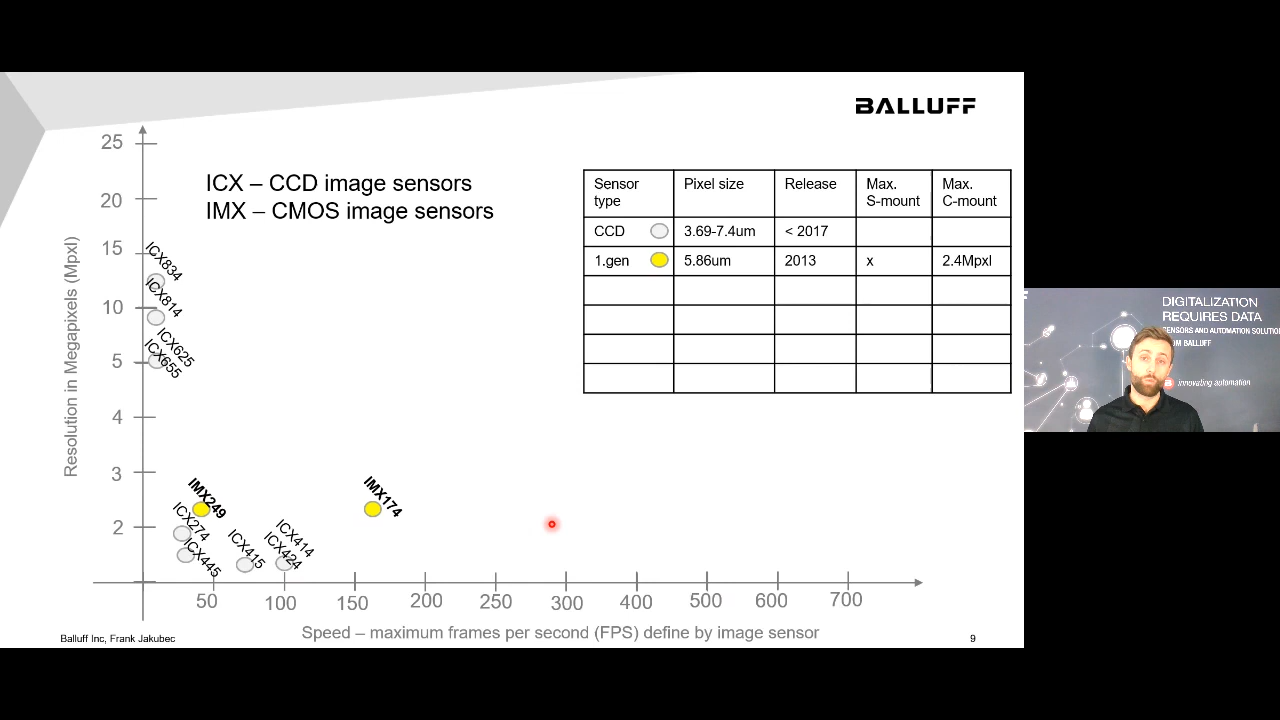 BALLUFF
25
20
15
10
5
4
3
2
Resolution in Megapixels (Mpxl)
ICX – CCD image sensors
IMX – CMOS image sensors
Sensor type | Pixel size | Release | Max. S-mount | Max. C-mount
CCD | 3.69-7.4um | < 2017
1.gen | 5.86um | 2013 | x | 2.4Mpxl
ICX834
ICX814
ICX625
ICX655
IMX249
IMX174
ICX274
ICX445
ICX415
ICX414
ICX424
50 100 150 200 250 300 400 500 600 700
Speed – maximum frames per second (FPS) define by image sensor
Balluff Inc, Frank Jakubec
9
DIGITALIZATION
REQUIRES DATA
SENSORS AND AUTOMATION
BALLUFF
innovating automation